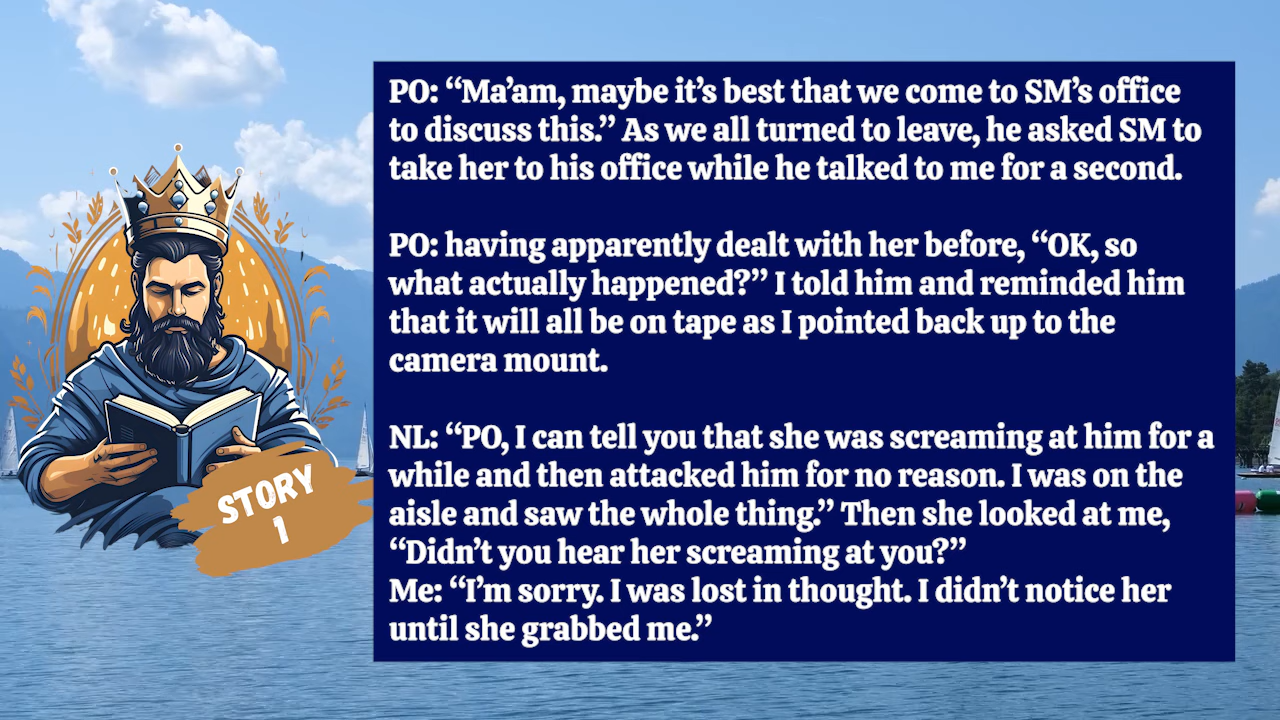 PO: “Ma’am, maybe it’s best that we come to SM’s office
to discuss this.” As we all turned to leave, he asked SM to
take her to his office while he talked to me for a second.
PO: having apparently dealt with her before, “OK, so
what actually happened?” I told him and reminded him
that it will all be on tape as I pointed back up to the
camera mount.
NL: “PO, I can tell you that she was screaming at him for a
while and then attacked him for no reason. I was on the
aisle and saw the whole thing.” Then she looked at me,
“Didn’t you hear her screaming at you?”
Me: “I’m sorry. I was lost in thought. I didn’t notice her
until she grabbed me.”
STORY
1